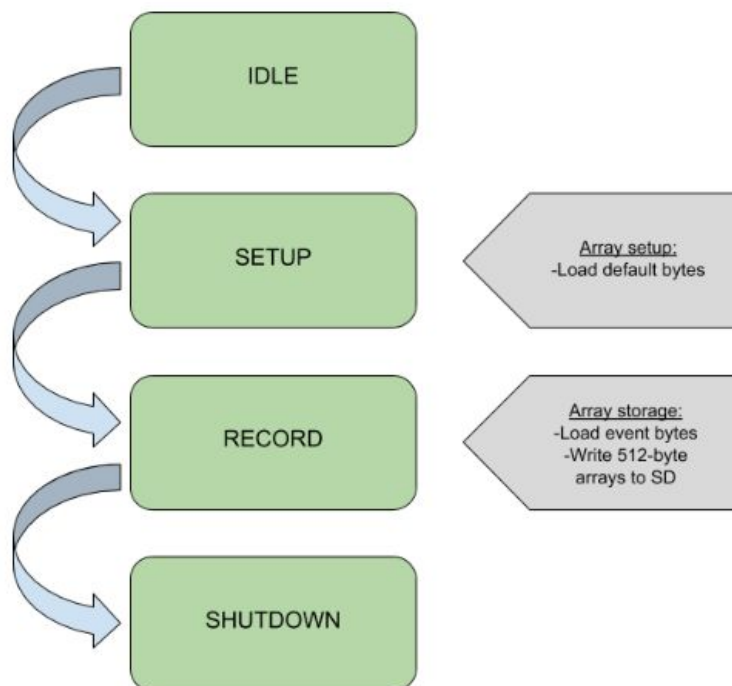 IDLE
SETUP
Array setup:
-Load default bytes
RECORD
Array storage:
-Load event bytes
-Write 512-byte
arrays to SD
SHUTDOWN